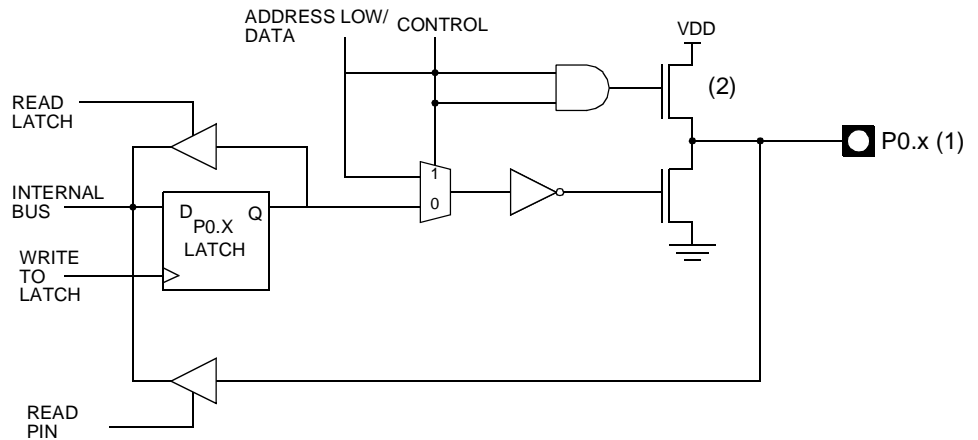 ADDRESS LOW/
DATA
CONTROL
VDD
(2)
READ
LATCH
P0.x (1)
1
0
INTERNAL
BUS
D
Q
P0.X
LATCH
WRITE
TO
LATCH
READ
PIN